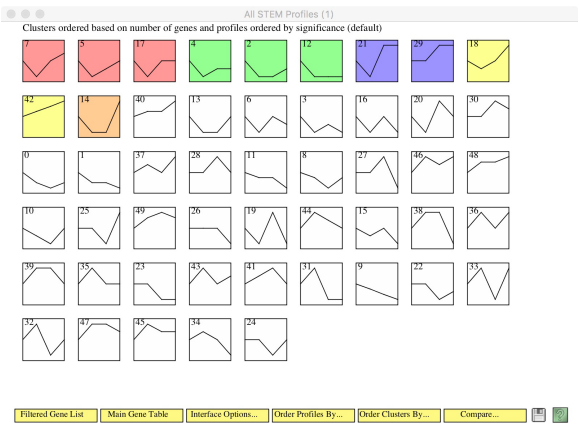 All STEM Profiles (1)
Clusters ordered based on number of genes and profiles ordered by significance (default)
7 5 17 4 2 12 21 29 18
42 14 40 13 6 3 16 20 30
0 1 37 28 11 8 27 46 48
10 25 49 26 19 44 15 38 36
39 35 23 43 41 31 9 22 33
32 47 45 34 24
Filtered Gene List Main Gene Table Interface Options... Order Profiles By... Order Clusters By... Compare...